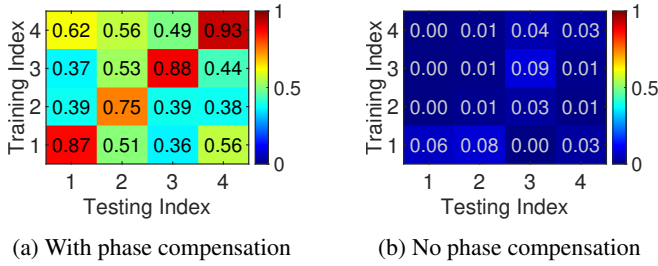 Training Index
4 0.62 0.56 0.49 0.93
3 0.37 0.53 0.88 0.44
2 0.39 0.75 0.39 0.38
1 0.87 0.51 0.36 0.56
1 2 3 4
Testing Index
1
0.5
0
(a) With phase compensation
Training Index
4 0.00 0.01 0.04 0.03
3 0.00 0.01 0.09 0.01
2 0.00 0.01 0.03 0.01
1 0.06 0.08 0.00 0.03
1 2 3 4
Testing Index
1
0.5
0
(b) No phase compensation